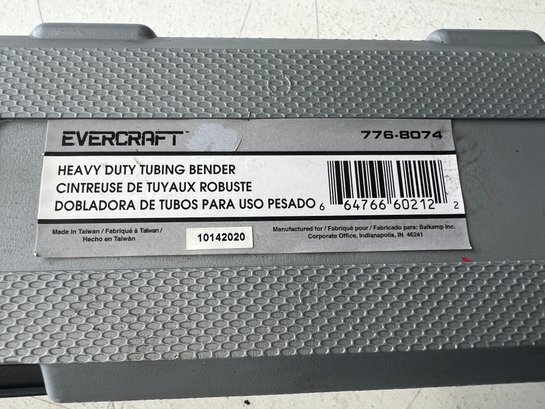 EVERCRAFT™ 776-8074
HEAVY DUTY TUBING BENDER
CINTREUSE DE TUYAUX ROBUSTE
DOBLADORA DE TUBOS PARA USO PESADO
6 64766 60212 2
Made in Taiwan / Fabriqué à Taïwan /
Hecho en Taiwán
10142020
Manufactured for / Fabriqué pour / Fabricado para: Balkamp Inc.
Corporate Office, Indianapolis, IN 46241